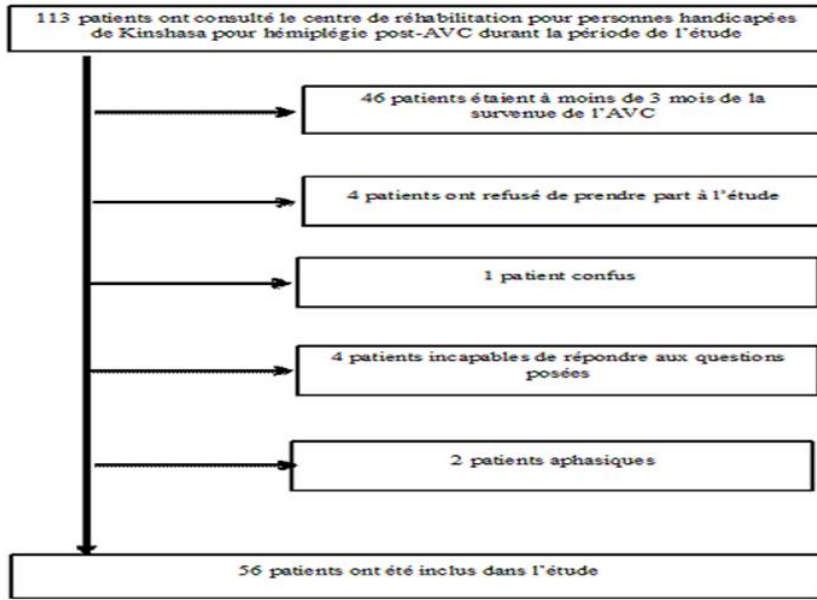 113 patients ont consulté le centre de réhabilitation pour personnes handicapées
de Kinshasa pour hémiplégie post-AVC durant la période de l'étude
46 patients étaient à moins de 3 mois de la
survenue de l'AVC
4 patients ont refusé de prendre part à l'étude
1 patient confus
4 patients incapables de répondre aux questions
posées
2 patients aphasiques
56 patients ont été inclus dans l'étude